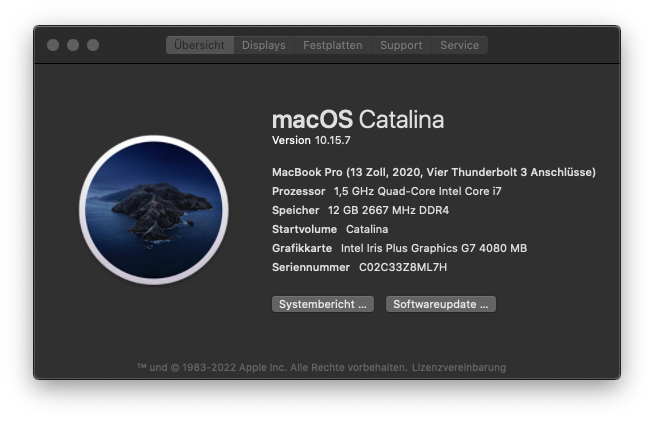 Übersicht Displays Festplatten Support Service
macOS Catalina
Version 10.15.7
MacBook Pro (13 Zoll, 2020, Vier Thunderbolt 3 Anschlüsse)
Prozessor 1,5 GHz Quad-Core Intel Core i7
Speicher 12 GB 2667 MHz DDR4
Startvolume Catalina
Grafikkarte Intel Iris Plus Graphics G7 4080 MB
Seriennummer C02C33Z8ML7H
Systembericht ... Softwareupdate ...
™ und © 1983-2022 Apple Inc. Alle Rechte vorbehalten. Lizenzvereinbarung